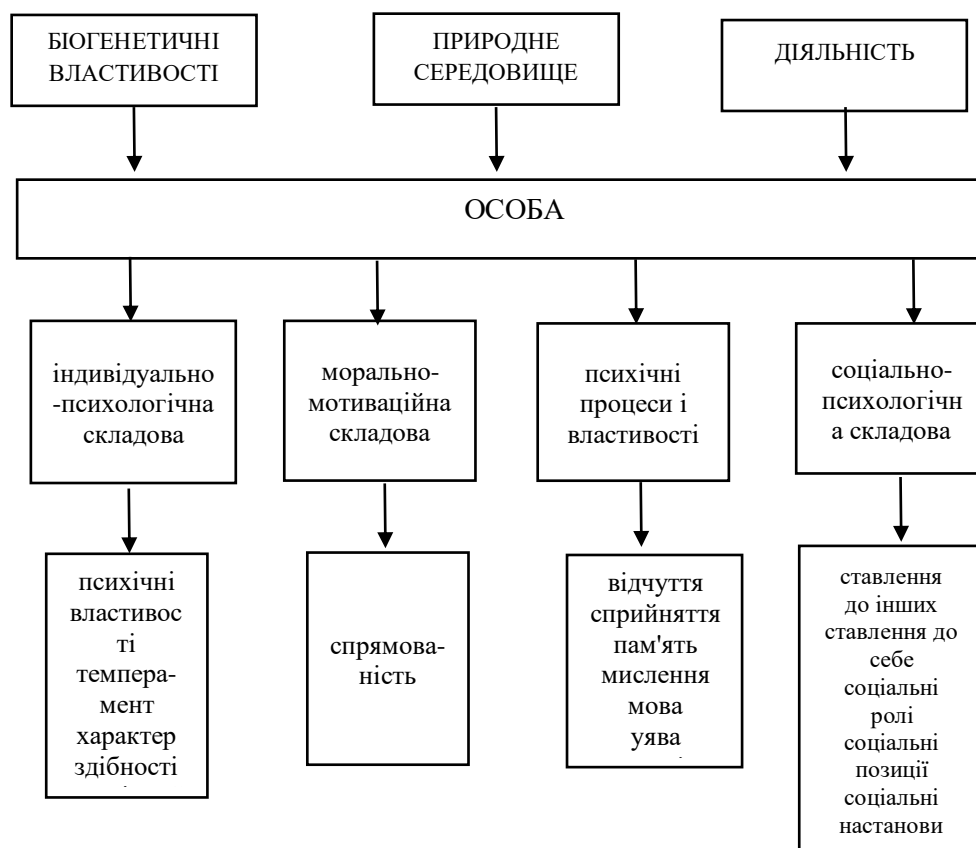 БІОГЕНЕТИЧНІ
ВЛАСТИВОСТІ
ПРИРОДНЕ
СЕРЕДОВИЩЕ
ДІЯЛЬНІСТЬ
ОСОБА
індивідуально
-психологічна
складова
морально-
мотиваційна
складова
психічні
процеси і
властивості
соціально-
психологічн
а складова
психічні
властивос
ті
темпера-
мент
характер
здібності
спрямова-
ність
відчуття
сприйняття
пам'ять
мислення
мова
уява
ставлення
до інших
ставлення до
себе
соціальні
ролі
соціальні
позиції
соціальні
настанови